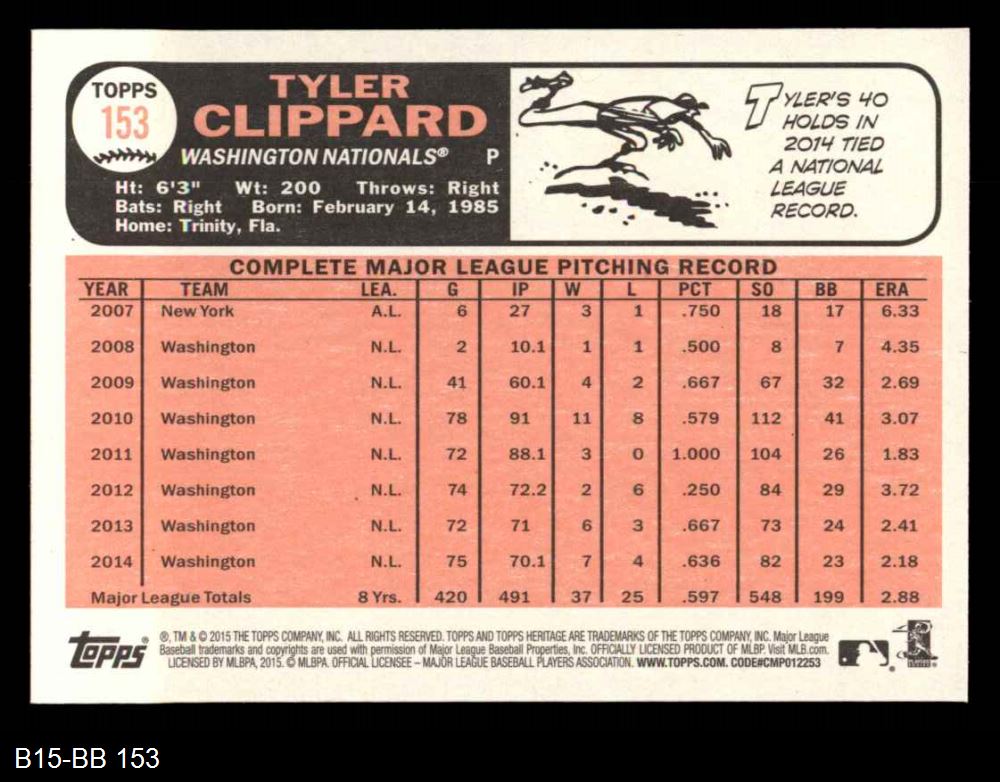 TOPPS
153
TYLER
CLIPPARD
WASHINGTON NATIONALS® P
Ht: 6'3" Wt: 200 Throws: Right
Bats: Right Born: February 14, 1985
Home: Trinity, Fla.
TYLER'S 40
HOLDS IN
2014 TIED
A NATIONAL
LEAGUE
RECORD.
COMPLETE MAJOR LEAGUE PITCHING RECORD
YEAR TEAM LEA. G IP W L PCT SO BB ERA
2007 New York A.L. 6 27 3 1 .750 18 17 6.33
2008 Washington N.L. 2 10.1 1 1 .500 8 7 4.35
2009 Washington N.L. 41 60.1 4 2 .667 67 32 2.69
2010 Washington N.L. 78 91 11 8 .579 112 41 3.07
2011 Washington N.L. 72 88.1 3 0 1.000 104 26 1.83
2012 Washington N.L. 74 72.2 2 6 .250 84 29 3.72
2013 Washington N.L. 72 71 6 3 .667 73 24 2.41
2014 Washington N.L. 75 70.1 7 4 .636 82 23 2.18
Major League Totals 8 Yrs. 420 491 37 25 .597 548 199 2.88
Topps®
®, TM & © 2015 THE TOPPS COMPANY, INC. ALL RIGHTS RESERVED. TOPPS AND TOPPS HERITAGE ARE TRADEMARKS OF THE TOPPS COMPANY, INC. Major League
Baseball trademarks and copyrights are used with permission of Major League Baseball Properties, Inc. OFFICIALLY LICENSED PRODUCT OF MLBP. Visit MLB.com.
LICENSED BY MLBPA, 2015. © MLBPA. OFFICIAL LICENSEE – MAJOR LEAGUE BASEBALL PLAYERS ASSOCIATION. WWW.TOPPS.COM. CODE#CMP012253
B15-BB 153